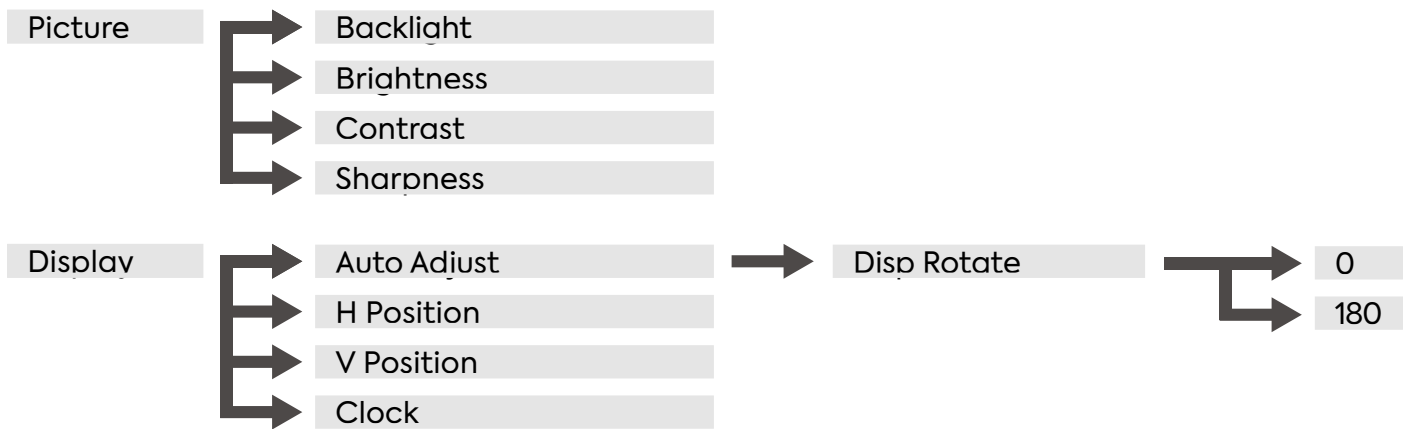 Picture
Backlight
Brightness
Contrast
Sharpness
Display
Auto Adjust
Disp Rotate
0
H Position
180
V Position
Clock